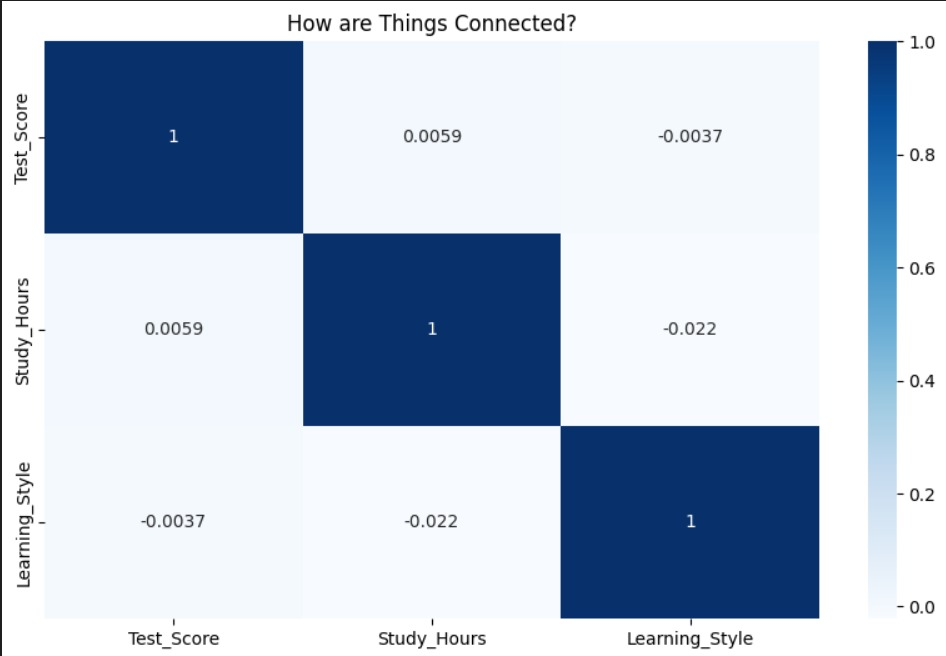 How are Things Connected?
Test_Score
1
0.0059
-0.0037
Study_Hours
0.0059
1
-0.022
Learning_Style
-0.0037
-0.022
1
Test_Score
Study_Hours
Learning_Style
1.0
0.8
0.6
0.4
0.2
0.0